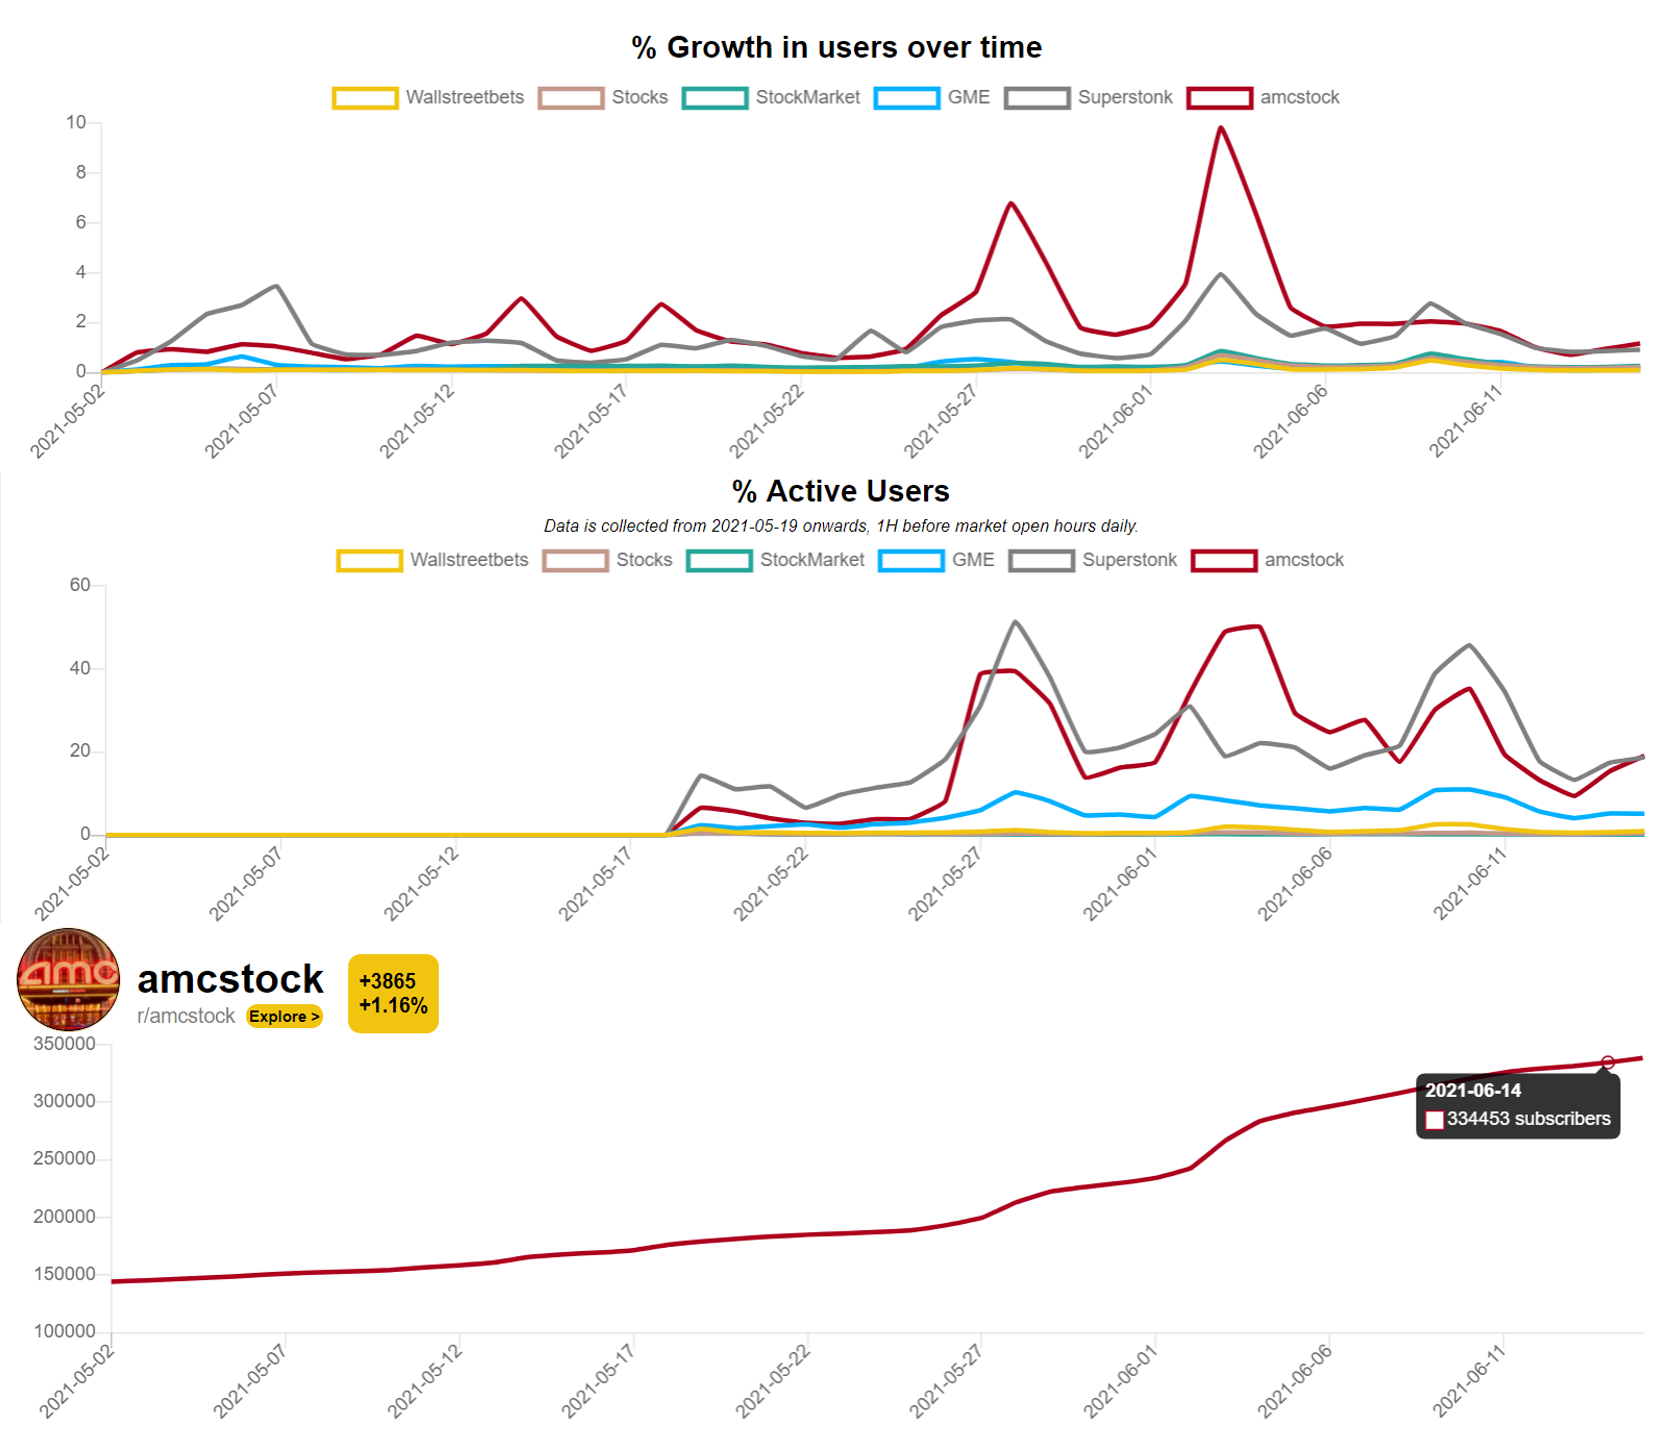 % Growth in users over time
Wallstreetbets Stocks StockMarket GME Superstonk amcstock
10
8
6
4
2
0
2021-05-02 2021-05-07 2021-05-12 2021-05-17 2021-05-22 2021-05-27 2021-06-01 2021-06-06 2021-06-11
% Active Users
Data is collected from 2021-05-19 onwards, 1H before market open hours daily.
Wallstreetbets Stocks StockMarket GME Superstonk amcstock
60
40
20
0
2021-05-02 2021-05-07 2021-05-12 2021-05-17 2021-05-22 2021-05-27 2021-06-01 2021-06-06 2021-06-11
amc
amcstock
r/amcstock Explore >
+3865
+1.16%
350000
300000
250000
200000
150000
100000
2021-06-14
334453 subscribers
2021-05-02 2021-05-07 2021-05-12 2021-05-17 2021-05-22 2021-05-27 2021-06-01 2021-06-06 2021-06-11